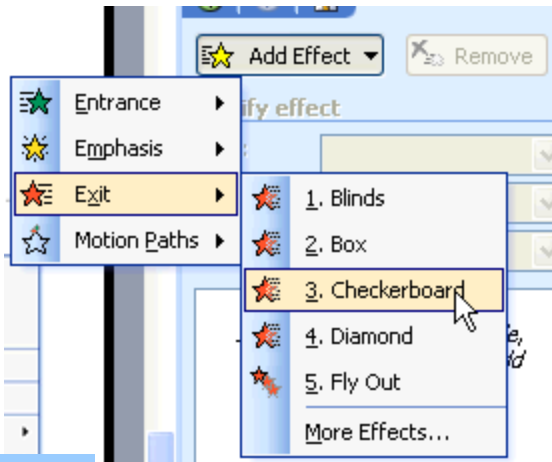 Add Effect
Remove
ify effect
Entrance
Emphasis
Exit
Motion Paths
1. Blinds
2. Box
3. Checkerboard
4. Diamond
5. Fly Out
More Effects...